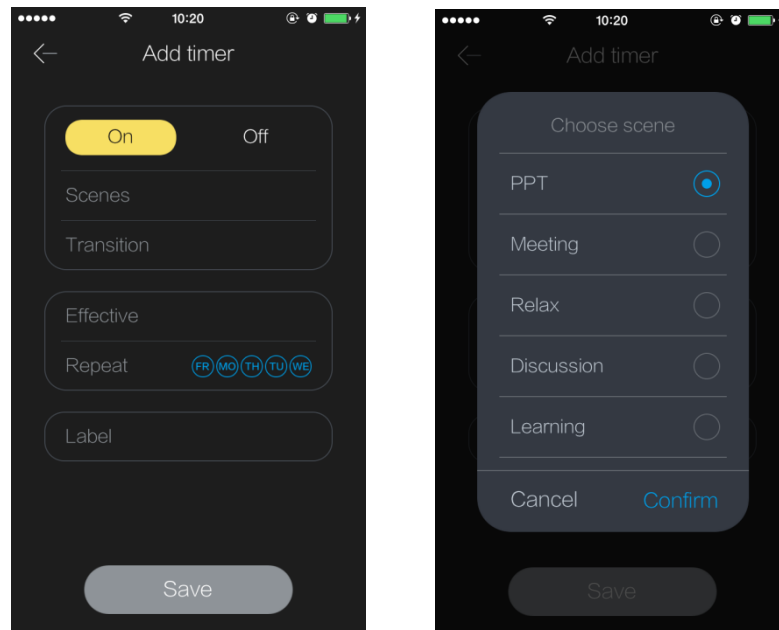 10:20
Add timer
On Off
Scenes
Transition
Effective
Repeat FR MO TH TU WE
Label
Save
10:20
Add timer
Choose scene
PPT
Meeting
Relax
Discussion
Learning
Cancel Confirm
Save